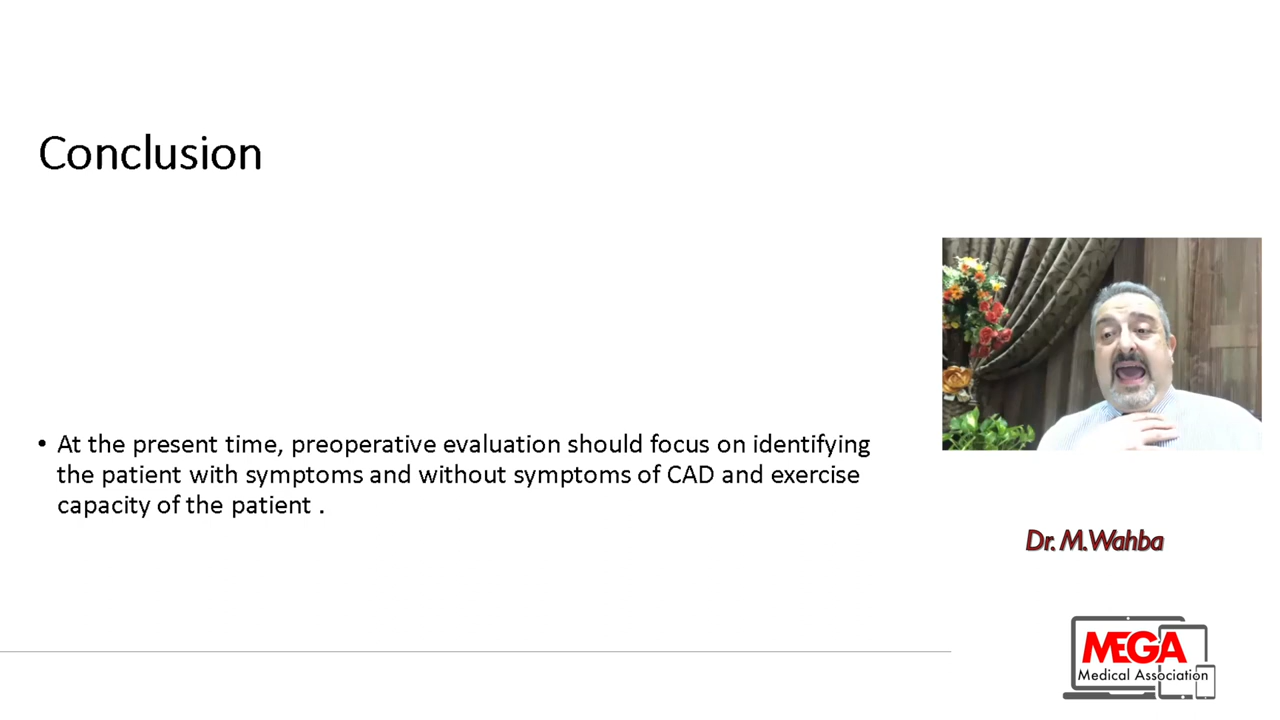 Conclusion
• At the present time, preoperative evaluation should focus on identifying
the patient with symptoms and without symptoms of CAD and exercise
capacity of the patient .
Dr. M.Wahba
MEGA
Medical Association